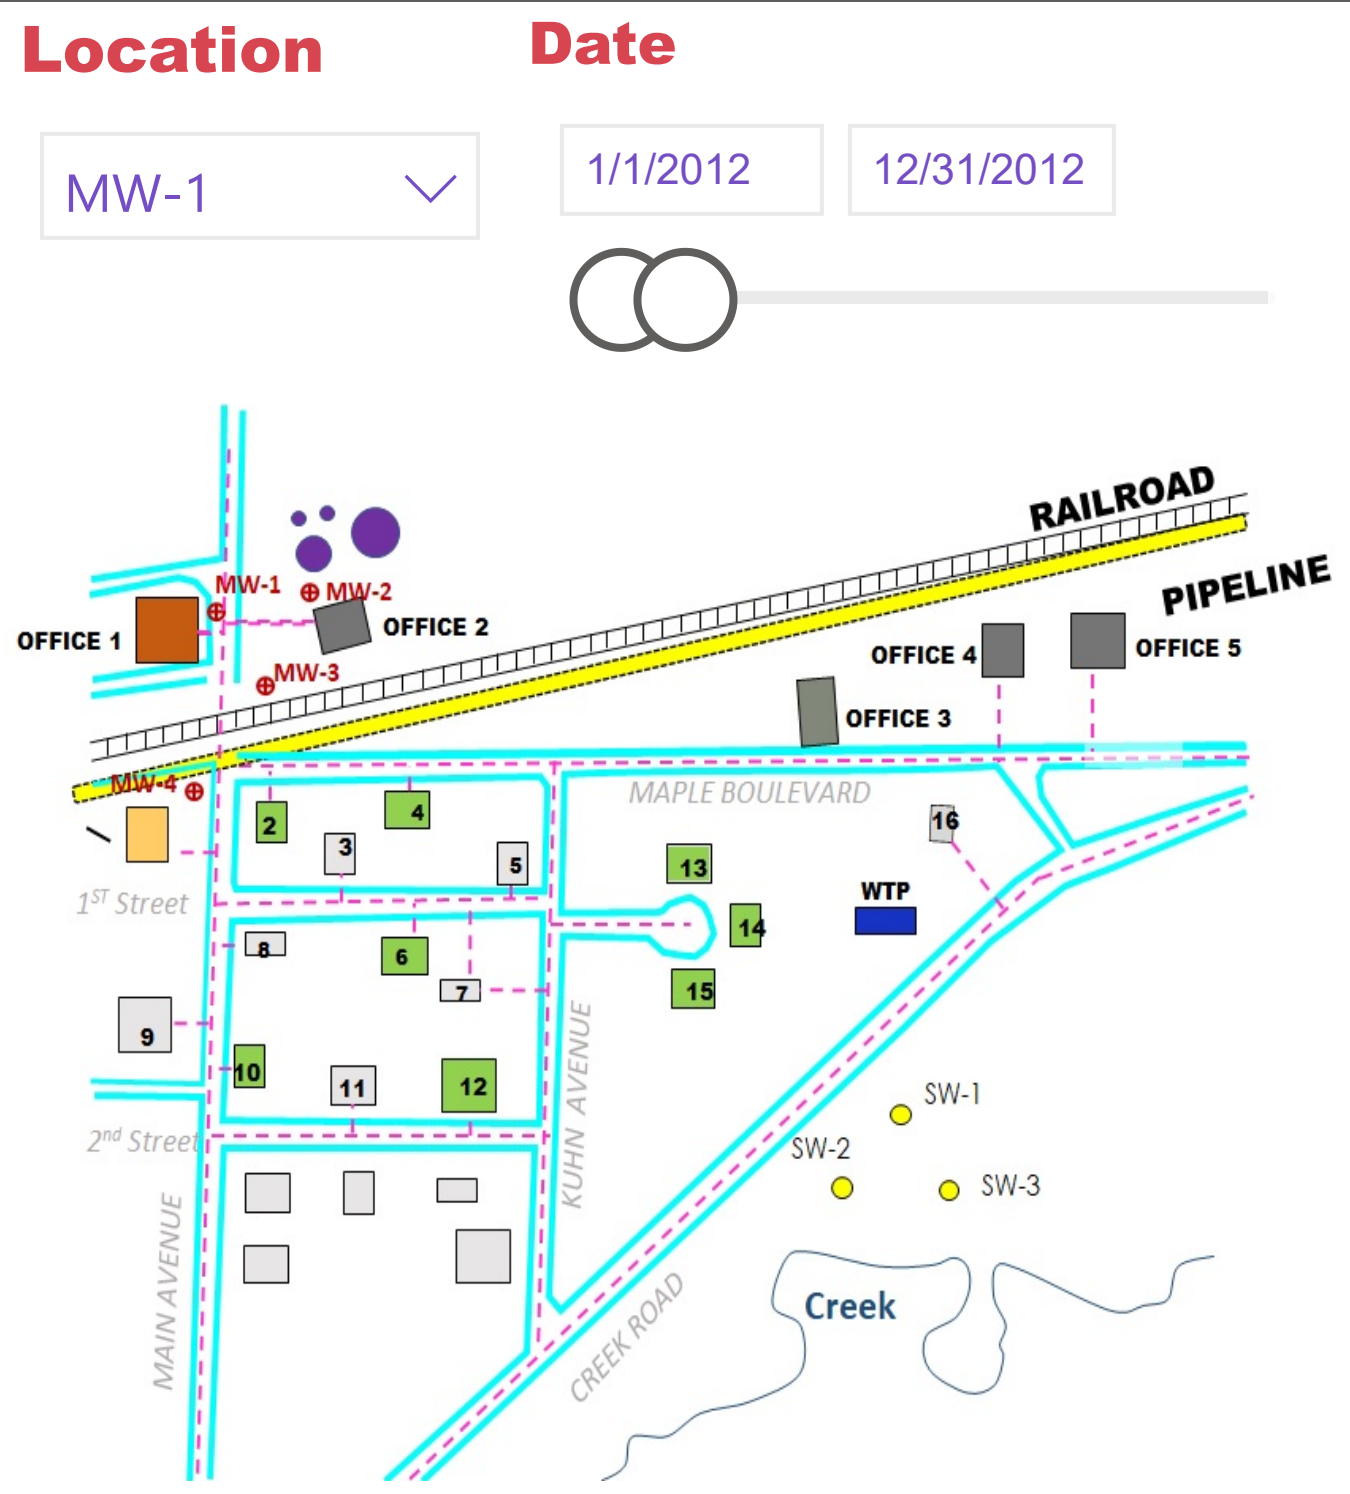 Location
Date
MW-1
1/1/2012
12/31/2012
RAILROAD
PIPELINE
MW-1
MW-2
OFFICE 1
OFFICE 2
MW-3
OFFICE 4
OFFICE 5
OFFICE 3
MW-4
MAPLE BOULEVARD
2
4
3
5
16
13
1ST Street
WTP
14
8
6
7
15
9
10
11
12
KUHN AVENUE
SW-1
2nd Street
SW-2
SW-3
MAIN AVENUE
CREEK ROAD
Creek